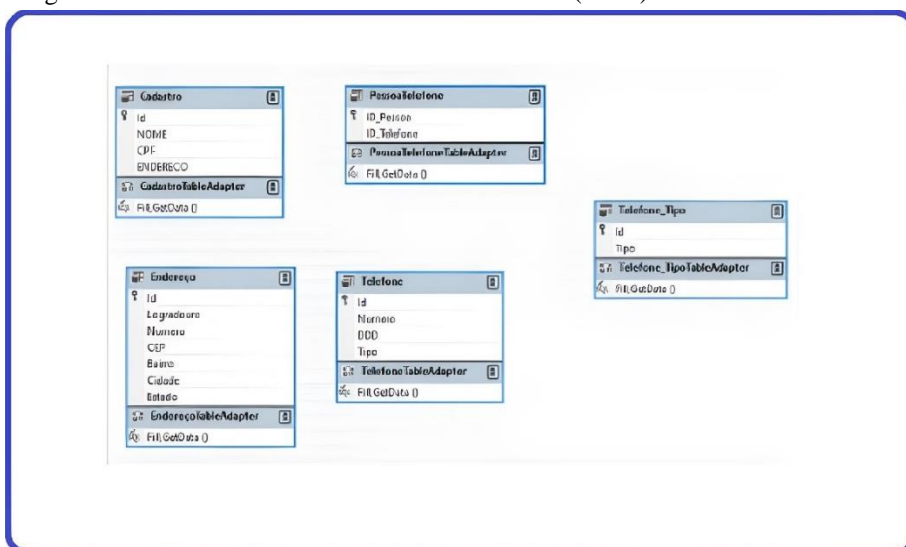 Cadastro
Id
NOME
CPF
ENDERECO
CadastroTableAdapter
Fill,GetData ()
PessoaTelefone
ID_Pessoa
ID_Telefone
PessoaTelefoneTableAdapter
Fill,GetData ()
Telefone_Tipo
Id
Tipo
Telefone_TipoTableAdapter
Fill,GetData ()
Endereço
Id
Logradouro
Numero
CEP
Bairro
Cidade
Estado
EndereçoTableAdapter
Fill,GetData ()
Telefone
Id
Numero
DDD
Tipo
TelefoneTableAdapter
Fill,GetData ()